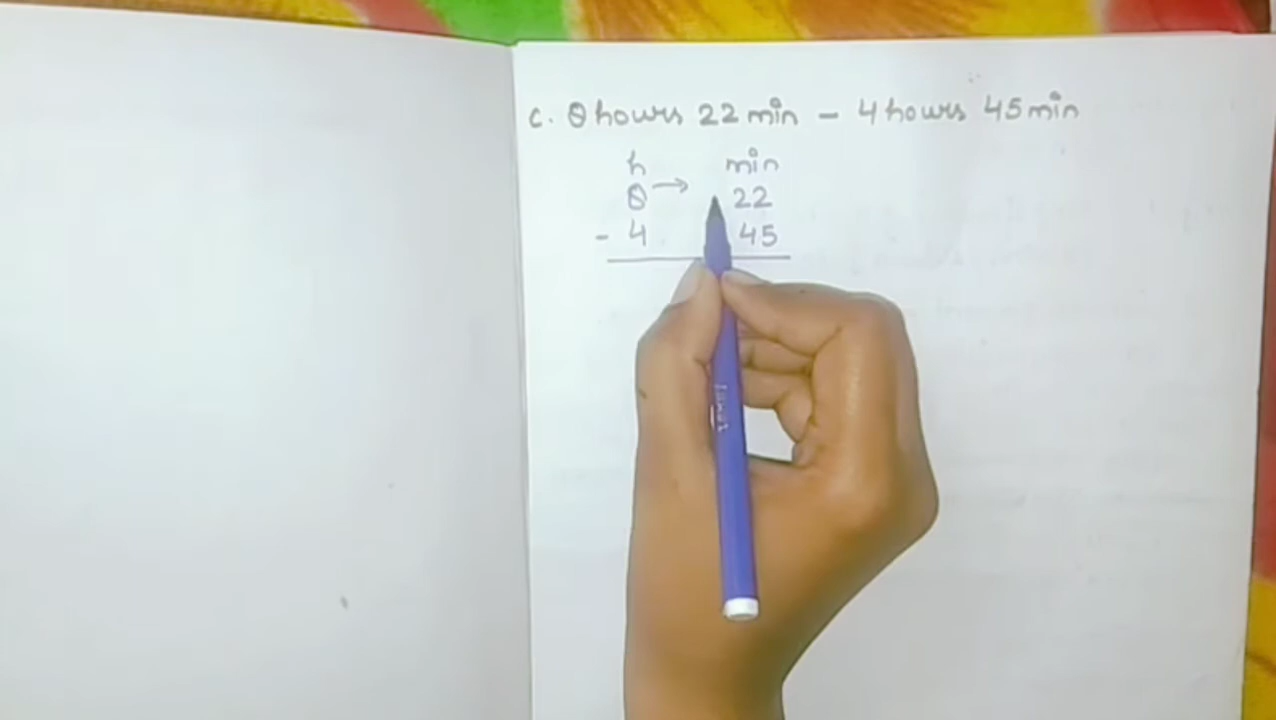 c. 8 hours 22 min - 4 hours 45 min
h min
8 → 22
- 4 45